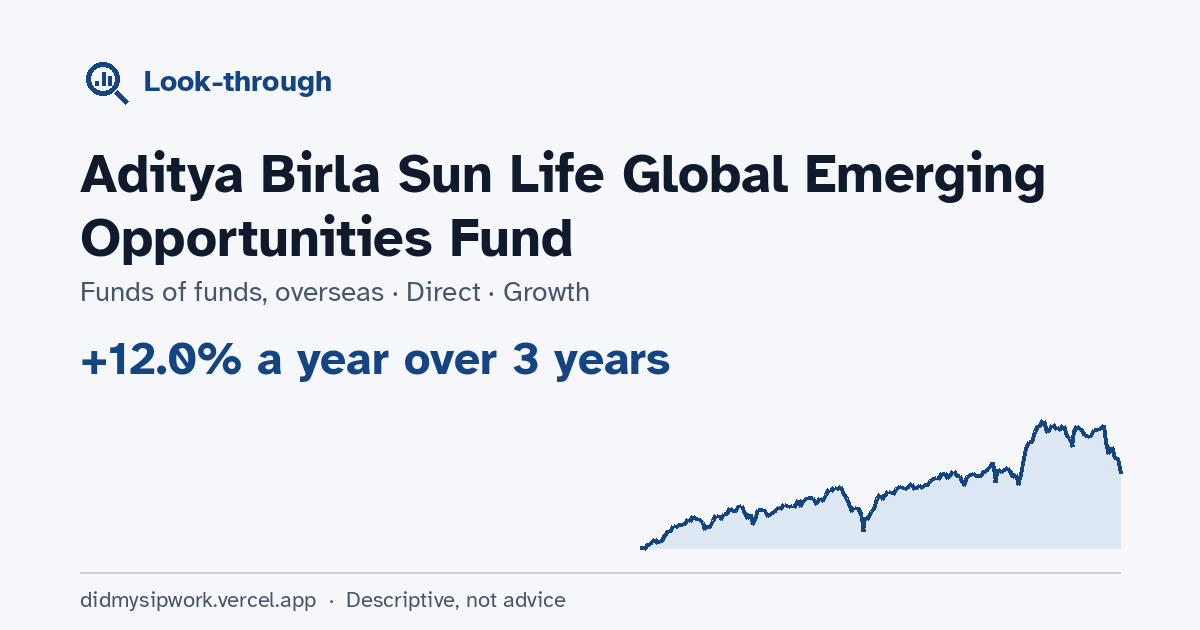 Look-through
Aditya Birla Sun Life Global Emerging
Opportunities Fund
Funds of funds, overseas · Direct · Growth
+12.0% a year over 3 years
didmysipwork.vercel.app · Descriptive, not advice